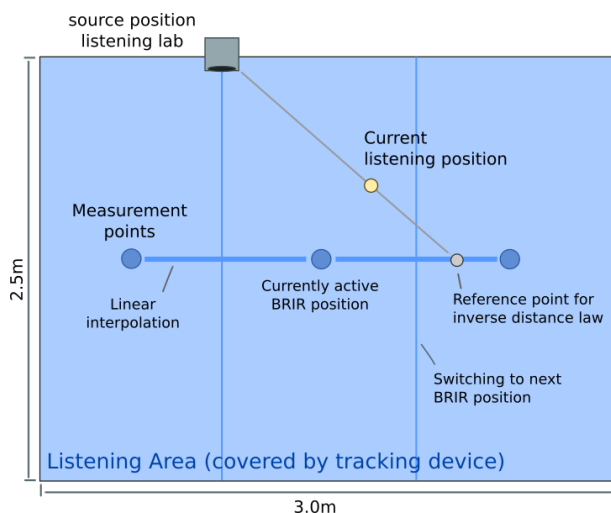 source position
listening lab
Current
listening position
Measurement
points
2.5m
Linear
interpolation
Currently active
BRIR position
Reference point for
inverse distance law
Switching to next
BRIR position
Listening Area (covered by tracking device)
3.0m